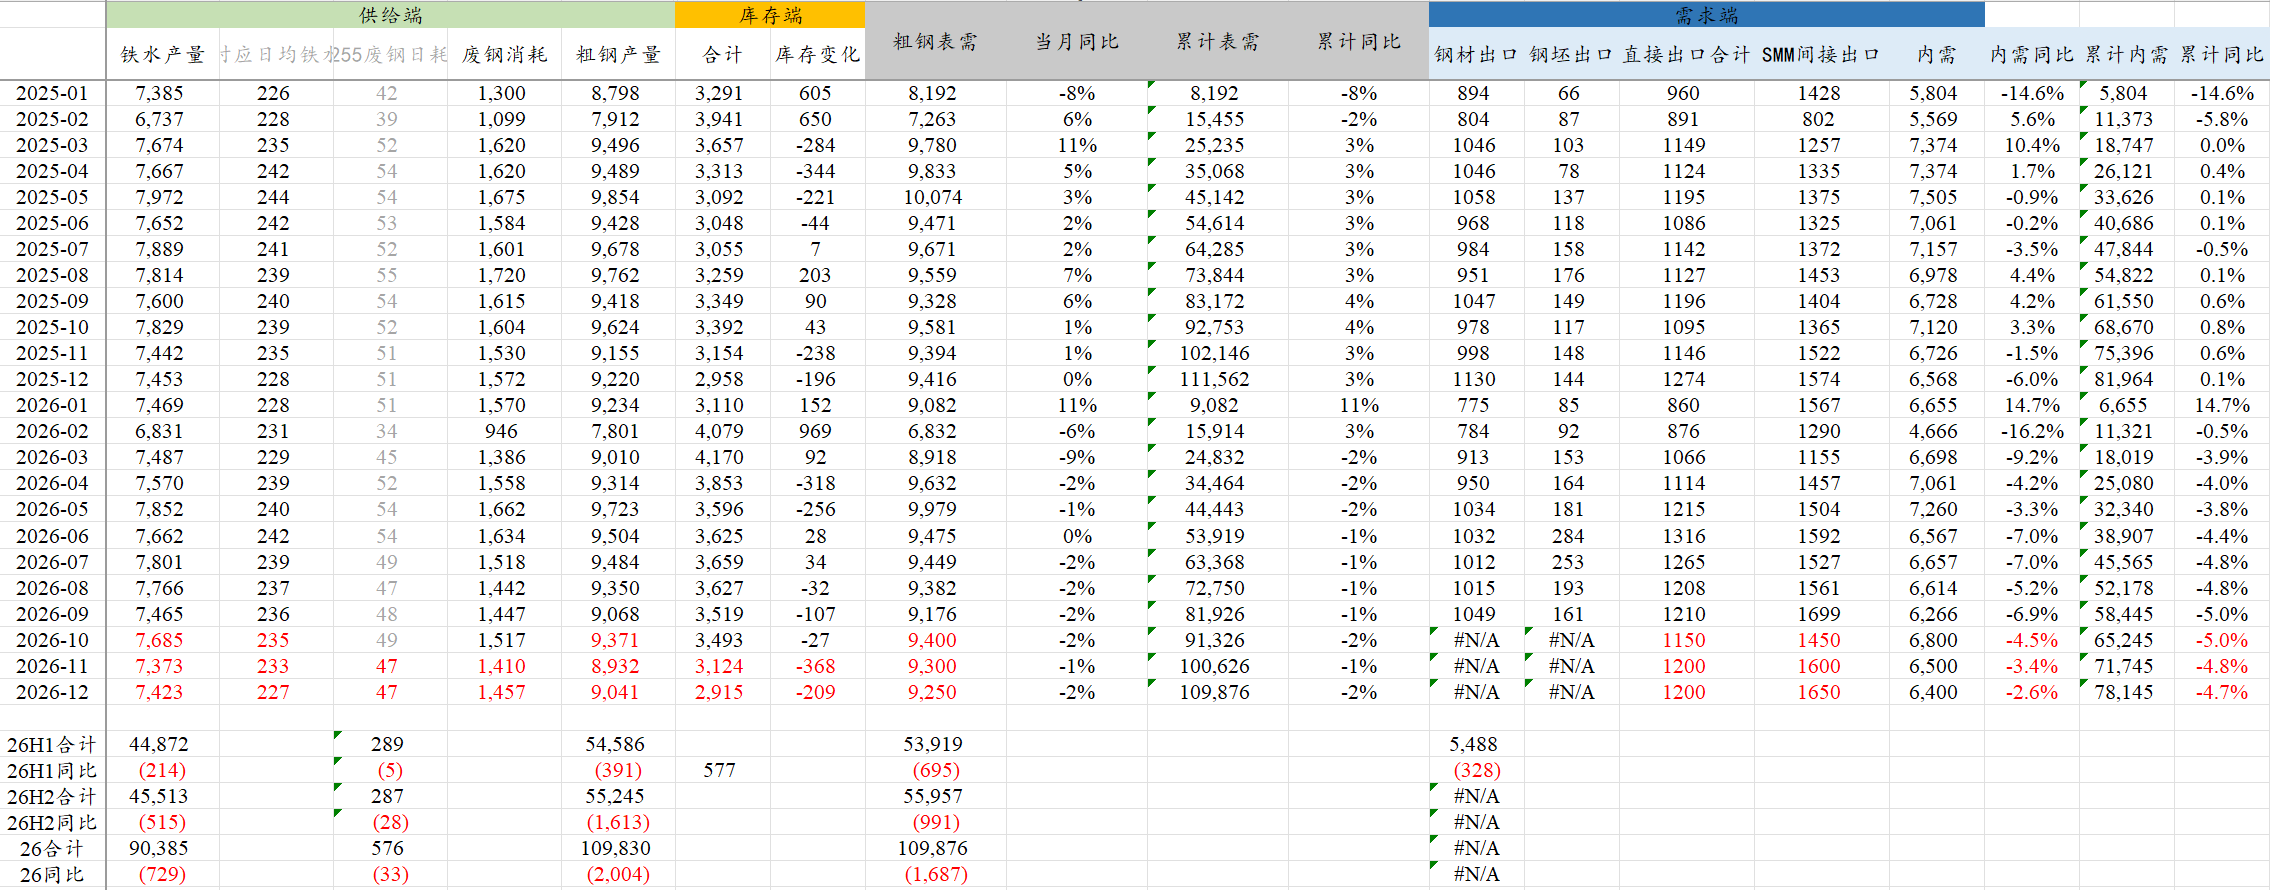 供给端 库存端 需求端
铁水产量 对应日均铁水 255废钢日耗 废钢消耗 粗钢产量 合计 库存变化 粗钢表需 当月同比 累计表需 累计同比 钢材出口 钢坯出口 直接出口合计 SMM间接出口 内需 内需同比 累计内需 累计同比
2025-01 7,385 226 42 1,300 8,798 3,291 605 8,192 -8% 8,192 -8% 894 66 960 1428 5,804 -14.6% 5,804 -14.6%
2025-02 6,737 228 39 1,099 7,912 3,941 650 7,263 6% 15,455 -2% 804 87 891 802 5,569 5.6% 11,373 -5.8%
2025-03 7,674 235 52 1,620 9,496 3,657 -284 9,780 11% 25,235 3% 1046 103 1149 1257 7,374 10.4% 18,747 0.0%
2025-04 7,667 242 54 1,620 9,489 3,313 -344 9,833 5% 35,068 3% 1046 78 1124 1335 7,374 1.7% 26,121 0.4%
2025-05 7,972 244 54 1,675 9,854 3,092 -221 10,074 3% 45,142 3% 1058 137 1195 1375 7,505 -0.9% 33,626 0.1%
2025-06 7,652 242 53 1,584 9,428 3,048 -44 9,471 2% 54,614 3% 968 118 1086 1325 7,061 -0.2% 40,686 0.1%
2025-07 7,889 241 52 1,601 9,678 3,055 7 9,671 2% 64,285 3% 984 158 1142 1372 7,157 -3.5% 47,844 -0.5%
2025-08 7,814 239 55 1,720 9,762 3,259 203 9,559 7% 73,844 3% 951 176 1127 1453 6,978 4.4% 54,822 0.1%
2025-09 7,600 240 54 1,615 9,418 3,349 90 9,328 6% 83,172 4% 1047 149 1196 1404 6,728 4.2% 61,550 0.6%
2025-10 7,829 239 52 1,604 9,624 3,392 43 9,581 1% 92,753 4% 978 117 1095 1365 7,120 3.3% 68,670 0.8%
2025-11 7,442 235 51 1,530 9,155 3,154 -238 9,394 1% 102,146 3% 998 148 1146 1522 6,726 -1.5% 75,396 0.6%
2025-12 7,453 228 51 1,572 9,220 2,958 -196 9,416 0% 111,562 3% 1130 144 1274 1574 6,568 -6.0% 81,964 0.1%
2026-01 7,469 228 51 1,570 9,234 3,110 152 9,082 11% 9,082 11% 775 85 860 1567 6,655 14.7% 6,655 14.7%
2026-02 6,831 231 34 946 7,801 4,079 969 6,832 -6% 15,914 3% 784 92 876 1290 4,666 -16.2% 11,321 -0.5%
2026-03 7,487 229 45 1,386 9,010 4,170 92 8,918 -9% 24,832 -2% 913 153 1066 1155 6,698 -9.2% 18,019 -3.9%
2026-04 7,570 239 52 1,558 9,314 3,853 -318 9,632 -2% 34,464 -2% 950 164 1114 1457 7,061 -4.2% 25,080 -4.0%
2026-05 7,852 240 54 1,662 9,723 3,596 -256 9,979 -1% 44,443 -2% 1034 181 1215 1504 7,260 -3.3% 32,340 -3.8%
2026-06 7,662 242 54 1,634 9,504 3,625 28 9,475 0% 53,919 -1% 1032 284 1316 1592 6,567 -7.0% 38,907 -4.4%
2026-07 7,801 239 49 1,518 9,484 3,659 34 9,449 -2% 63,368 -1% 1012 253 1265 1527 6,657 -7.0% 45,565 -4.8%
2026-08 7,766 237 47 1,442 9,350 3,627 -32 9,382 -2% 72,750 -1% 1015 193 1208 1561 6,614 -5.2% 52,178 -4.8%
2026-09 7,465 236 48 1,447 9,068 3,519 -107 9,176 -2% 81,926 -1% 1049 161 1210 1699 6,266 -6.9% 58,445 -5.0%
2026-10 7,685 235 49 1,517 9,371 3,493 -27 9,400 -2% 91,326 -2% #N/A #N/A 1150 1450 6,800 -4.5% 65,245 -5.0%
2026-11 7,373 233 47 1,410 8,932 3,124 -368 9,300 -1% 100,626 -1% #N/A #N/A 1200 1600 6,500 -3.4% 71,745 -4.8%
2026-12 7,423 227 47 1,457 9,041 2,915 -209 9,250 -2% 109,876 -2% #N/A #N/A 1200 1650 6,400 -2.6% 78,145 -4.7%
26H1合计 44,872 289 54,586 53,919 5,488
26H1同比 (214) (5) (391) 577 (695) (328)
26H2合计 45,513 287 55,245 55,957 #N/A
26H2同比 (515) (28) (1,613) (991) #N/A
26合计 90,385 576 109,830 109,876 #N/A
26同比 (729) (33) (2,004) (1,687) #N/A